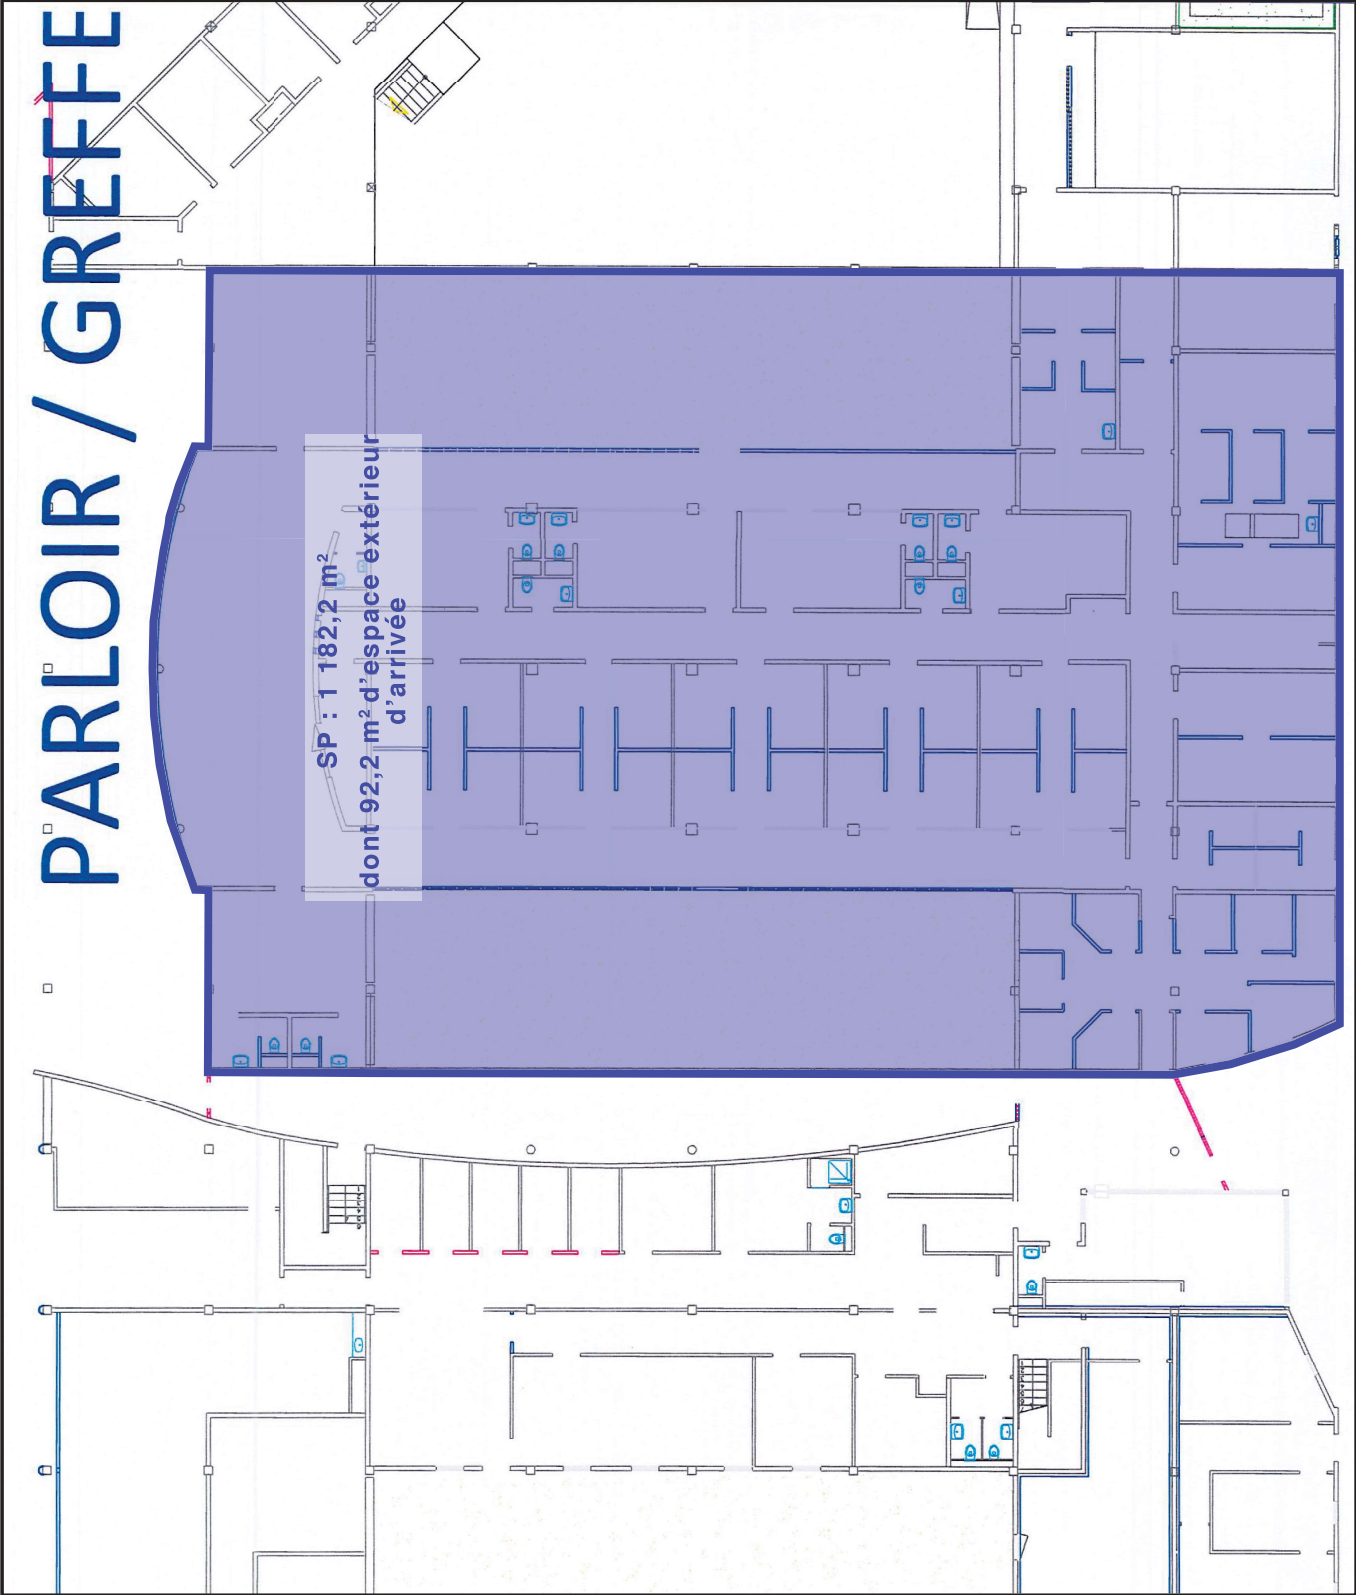 PARLOIR / GREFFE
SP : 1 182,2 m²
dont 92,2 m² d'espace extérieur
d'arrivée